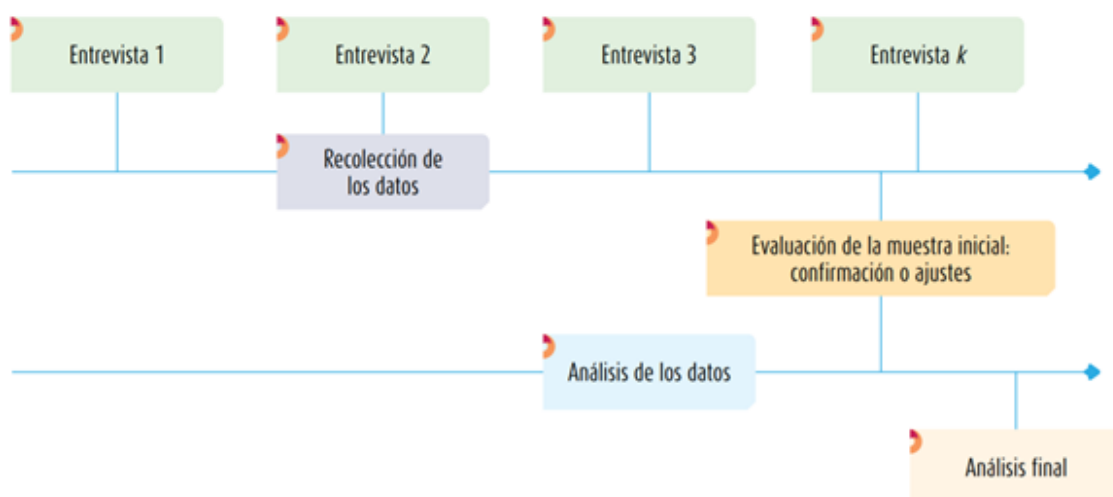 Entrevista 1
Entrevista 2
Entrevista 3
Entrevista k
Recolección de
los datos
Evaluación de la muestra inicial:
confirmación o ajustes
Análisis de los datos
Análisis final